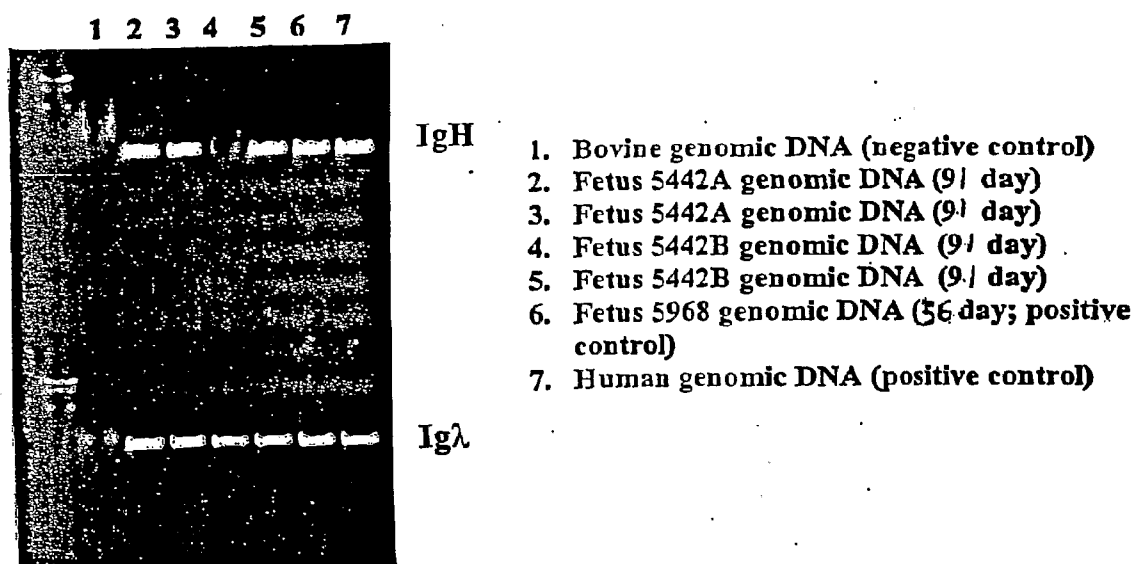 1 2 3 4 5 6 7
IgH
1. Bovine genomic DNA (negative control)
2. Fetus 5442A genomic DNA (91 day)
3. Fetus 5442A genomic DNA (91 day)
4. Fetus 5442B genomic DNA (91 day)
5. Fetus 5442B genomic DNA (91 day)
6. Fetus 5968 genomic DNA (56 day; positive
control)
7. Human genomic DNA (positive control)
Igλ